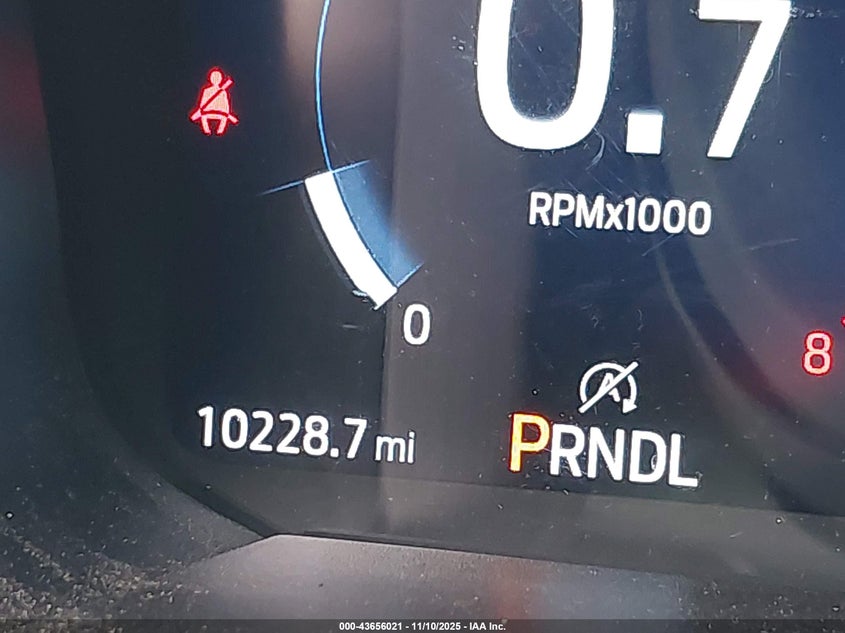 0.7
RPMx1000
0
8
10228.7 mi
PRNDL
000-43656021 - 11/10/2025 - IAA Inc.